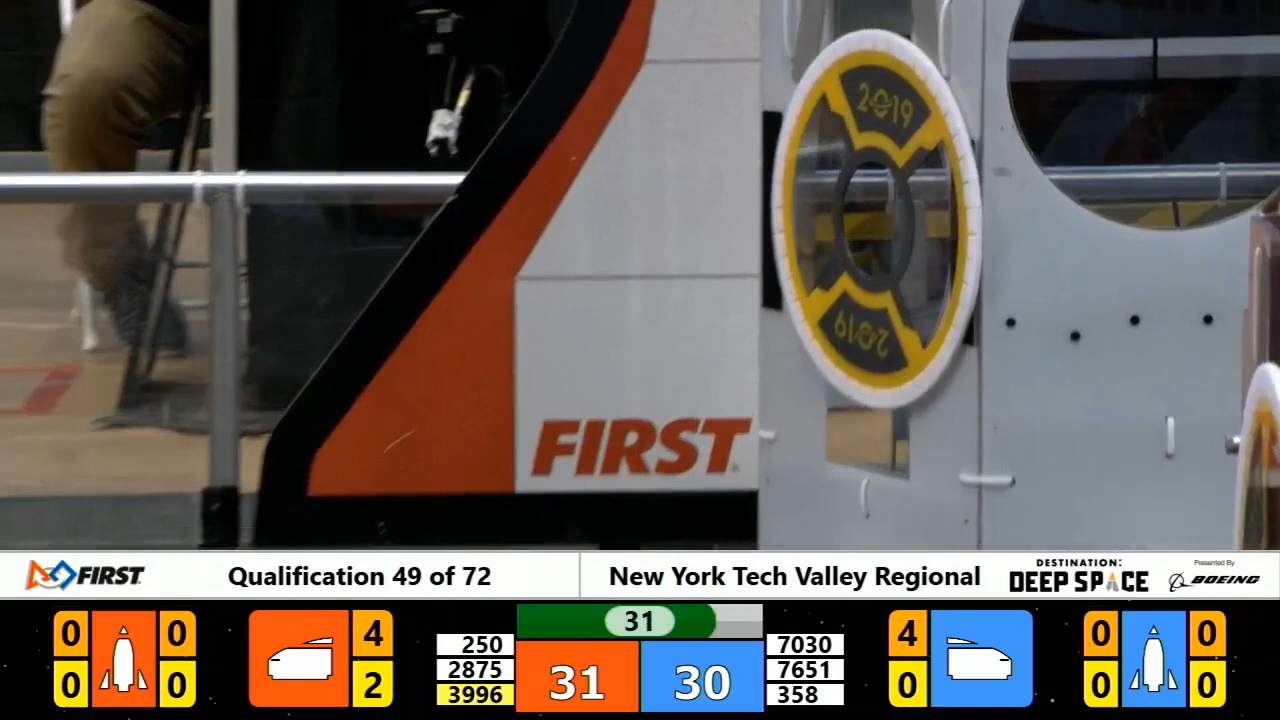 2019
2019
FIRST
FIRST
Qualification 49 of 72
New York Tech Valley Regional
DESTINATION:
DEEP SPACE
Presented By
BOEING
0
0
0
0
4
2
250
2875
3996
31
31
30
7030
7651
358
4
0
0
0
0
0